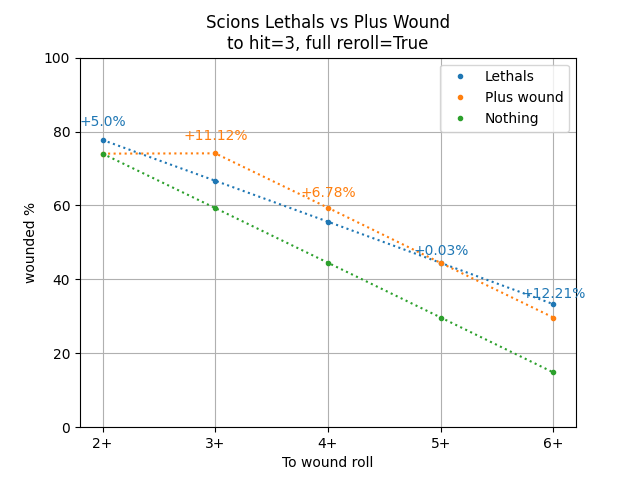 Scions Lethals vs Plus Wound
to hit=3, full reroll=True
100
Lethals
Plus wound
Nothing
+5.0%
+11.12%
80
+6.78%
60
+0.03%
wounded %
40
+12.21%
20
0
2+ 3+ 4+ 5+ 6+
To wound roll